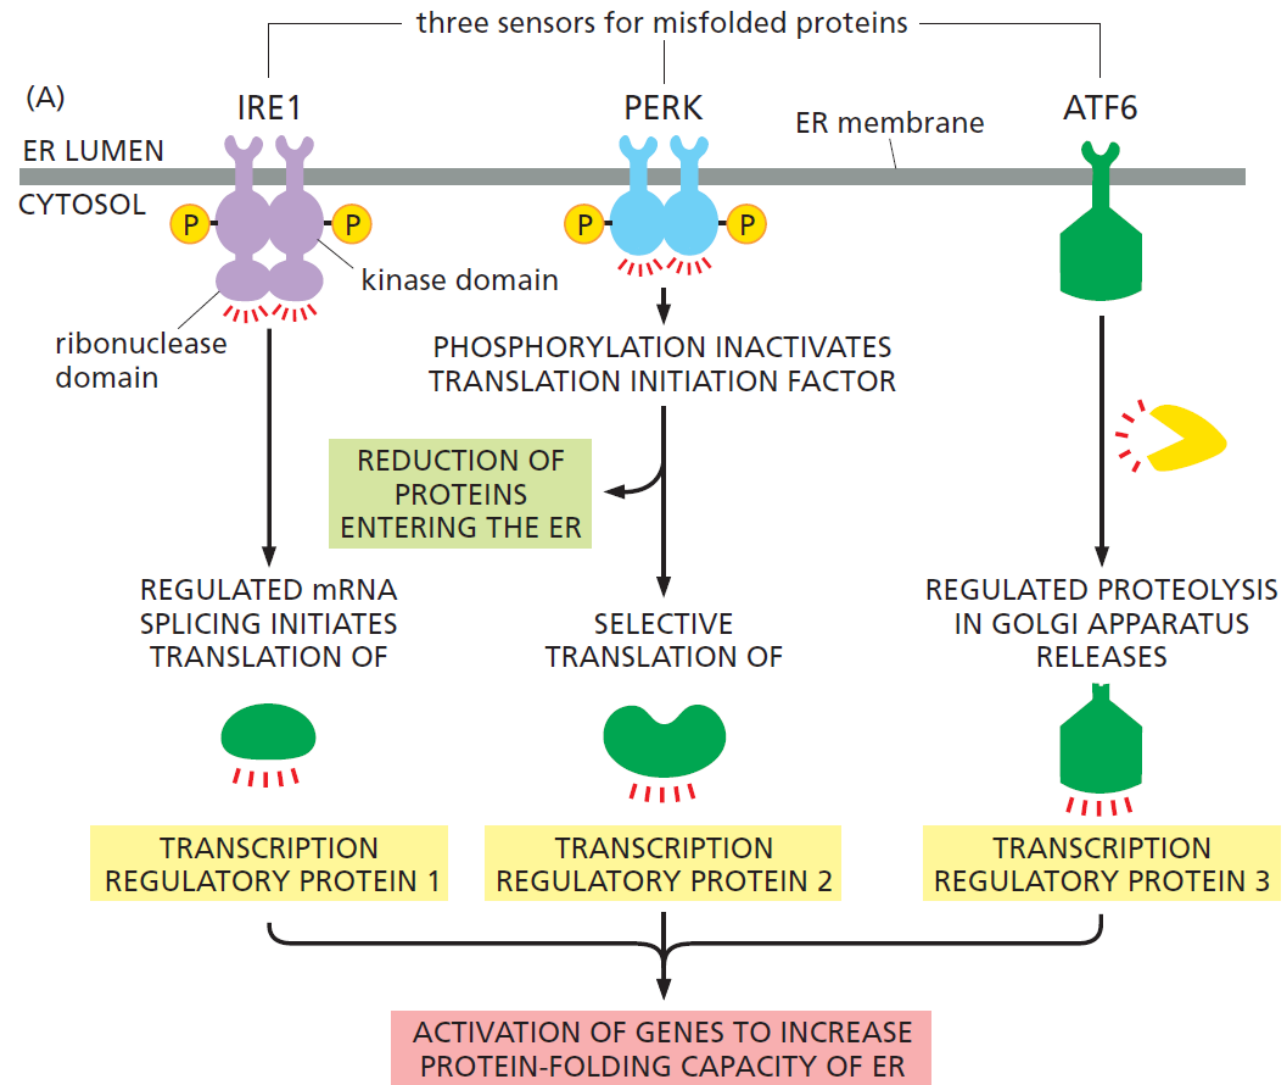 three sensors for misfolded proteins
(A)
IRE1
PERK
ATF6
ER membrane
ER LUMEN
CYTOSOL
P
P
P
P
kinase domain
ribonuclease
domain
PHOSPHORYLATION INACTIVATES
TRANSLATION INITIATION FACTOR
REDUCTION OF
PROTEINS
ENTERING THE ER
REGULATED mRNA
SPLICING INITIATES
TRANSLATION OF
SELECTIVE
TRANSLATION OF
REGULATED PROTEOLYSIS
IN GOLGI APPARATUS
RELEASES
TRANSCRIPTION
REGULATORY PROTEIN 1
TRANSCRIPTION
REGULATORY PROTEIN 2
TRANSCRIPTION
REGULATORY PROTEIN 3
ACTIVATION OF GENES TO INCREASE
PROTEIN-FOLDING CAPACITY OF ER